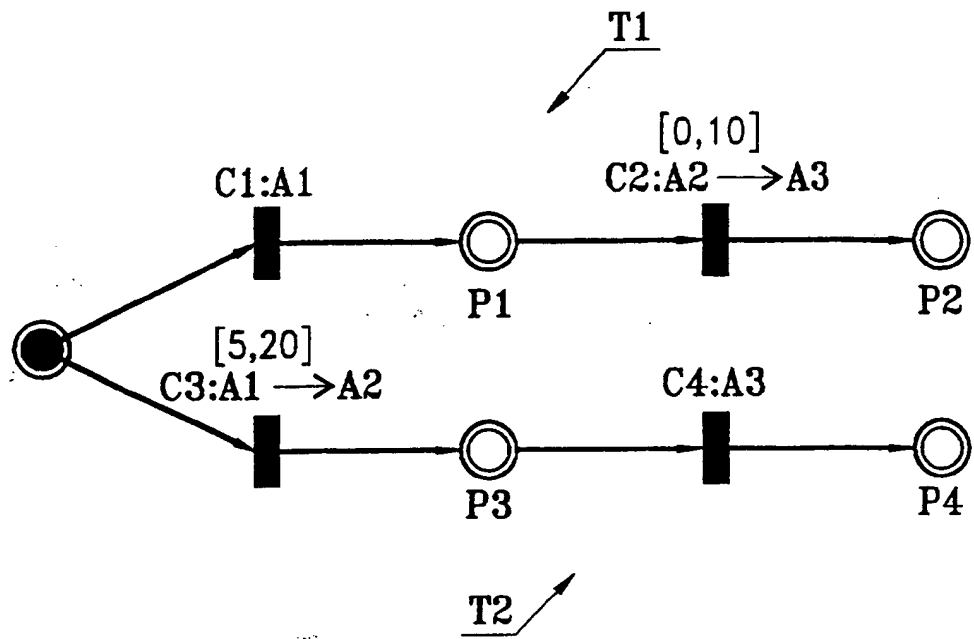 T1
[0,10]
C1:A1
C2:A2 → A3
P1
P2
[5,20]
C3:A1 → A2
C4:A3
P3
P4
T2